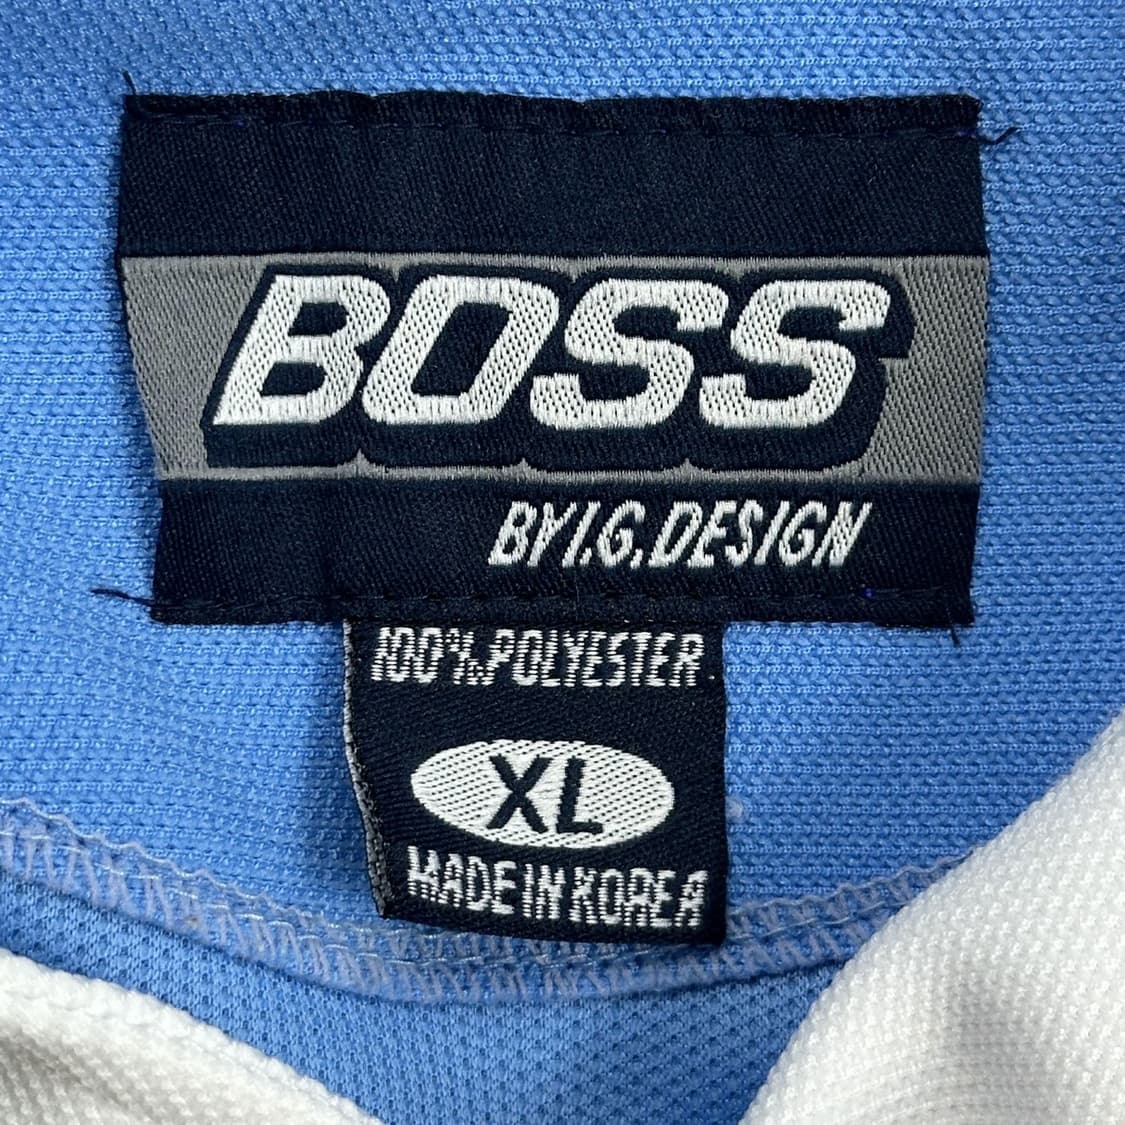 BOSS
BY I.G. DESIGN
100% POLYESTER
XL
MADE IN KOREA